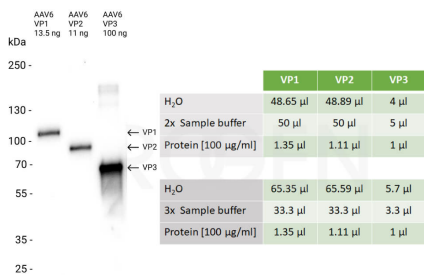 AAV6 AAV6 AAV6
VP1 VP2 VP3
13.5 ng 11 ng 100 ng
kDa
250 -
130 -
100 -
70 -
55 -
35 -
25 -
← VP1
← VP2
← VP3
VP1 VP2 VP3
H₂O 48.65 µl 48.89 µl 4 µl
2x Sample buffer 50 µl 50 µl 5 µl
Protein [100 µg/ml] 1.35 µl 1.11 µl 1 µl
H₂O 65.35 µl 65.59 µl 5.7 µl
3x Sample buffer 33.3 µl 33.3 µl 3.3 µl
Protein [100 µg/ml] 1.35 µl 1.11 µl 1 µl